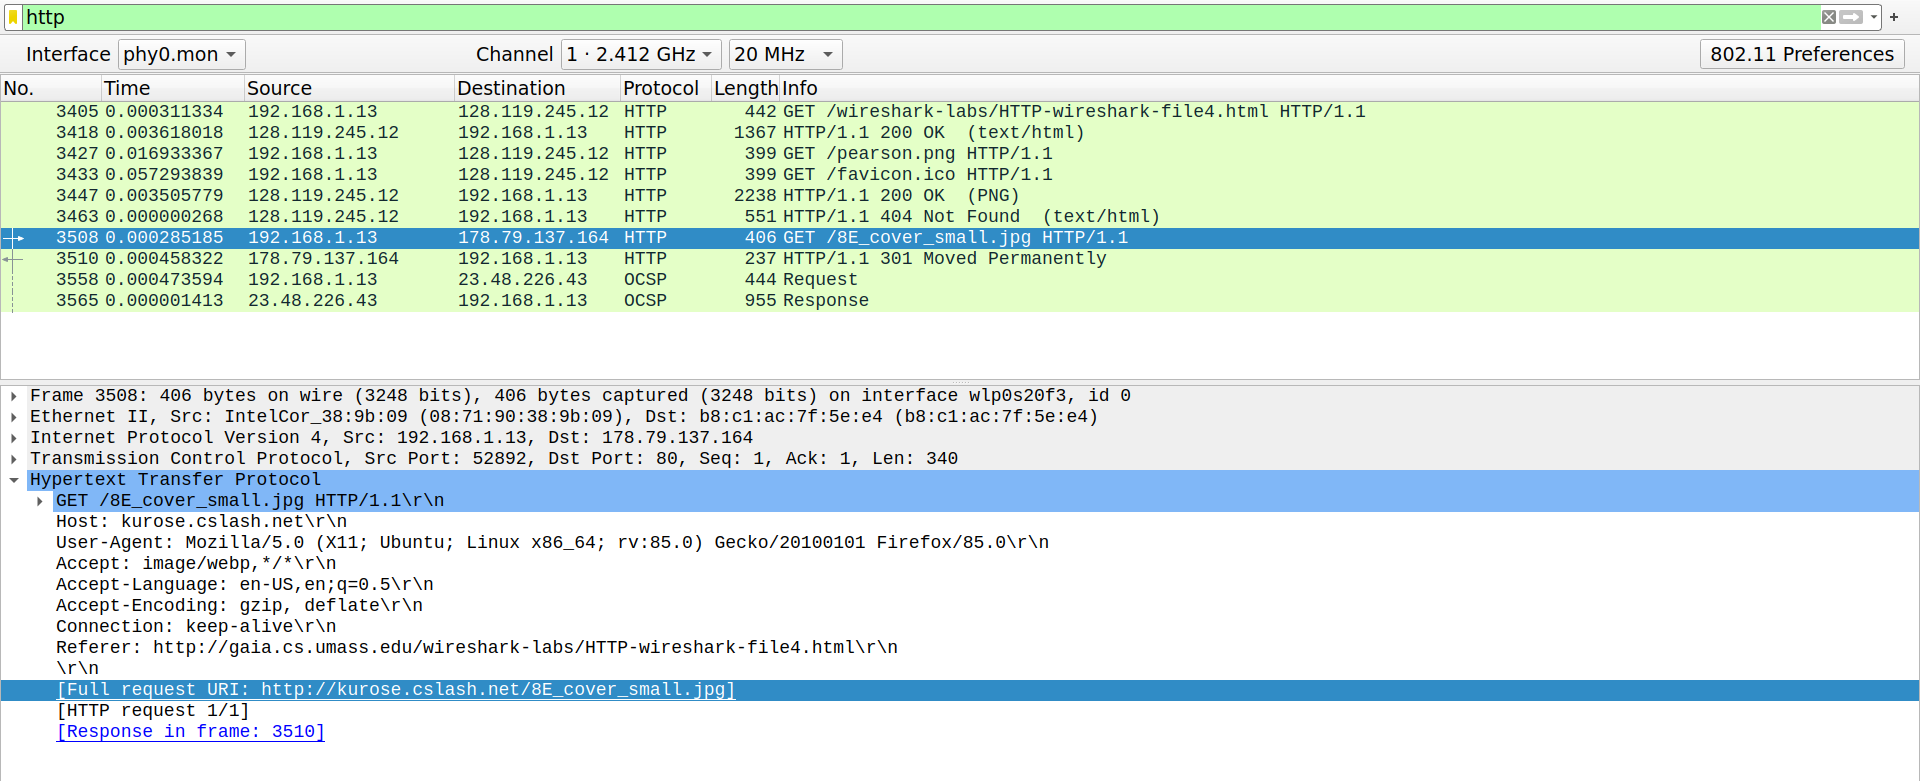 http
Interface phy0.mon Channel 1 · 2.412 GHz 20 MHz 802.11 Preferences
No. Time Source Destination Protocol Length Info
3405 0.000311334 192.168.1.13 128.119.245.12 HTTP 442 GET /wireshark-labs/HTTP-wireshark-file4.html HTTP/1.1
3418 0.003618018 128.119.245.12 192.168.1.13 HTTP 1367 HTTP/1.1 200 OK  (text/html)
3427 0.016933367 192.168.1.13 128.119.245.12 HTTP 399 GET /pearson.png HTTP/1.1
3433 0.057293839 192.168.1.13 128.119.245.12 HTTP 399 GET /favicon.ico HTTP/1.1
3447 0.003505779 128.119.245.12 192.168.1.13 HTTP 2238 HTTP/1.1 200 OK  (PNG)
3463 0.000000268 128.119.245.12 192.168.1.13 HTTP 551 HTTP/1.1 404 Not Found  (text/html)
3508 0.000285185 192.168.1.13 178.79.137.164 HTTP 406 GET /8E_cover_small.jpg HTTP/1.1
3510 0.000458322 178.79.137.164 192.168.1.13 HTTP 237 HTTP/1.1 301 Moved Permanently
3558 0.000473594 192.168.1.13 23.48.226.43 OCSP 444 Request
3565 0.000001413 23.48.226.43 192.168.1.13 OCSP 955 Response
Frame 3508: 406 bytes on wire (3248 bits), 406 bytes captured (3248 bits) on interface wlp0s20f3, id 0
Ethernet II, Src: IntelCor_38:9b:09 (08:71:90:38:9b:09), Dst: b8:c1:ac:7f:5e:e4 (b8:c1:ac:7f:5e:e4)
Internet Protocol Version 4, Src: 192.168.1.13, Dst: 178.79.137.164
Transmission Control Protocol, Src Port: 52892, Dst Port: 80, Seq: 1, Ack: 1, Len: 340
Hypertext Transfer Protocol
GET /8E_cover_small.jpg HTTP/1.1\r\n
Host: kurose.cslash.net\r\n
User-Agent: Mozilla/5.0 (X11; Ubuntu; Linux x86_64; rv:85.0) Gecko/20100101 Firefox/85.0\r\n
Accept: image/webp,*/*\r\n
Accept-Language: en-US,en;q=0.5\r\n
Accept-Encoding: gzip, deflate\r\n
Connection: keep-alive\r\n
Referer: http://gaia.cs.umass.edu/wireshark-labs/HTTP-wireshark-file4.html\r\n
\r\n
[Full request URI: http://kurose.cslash.net/8E_cover_small.jpg]
[HTTP request 1/1]
[Response in frame: 3510]